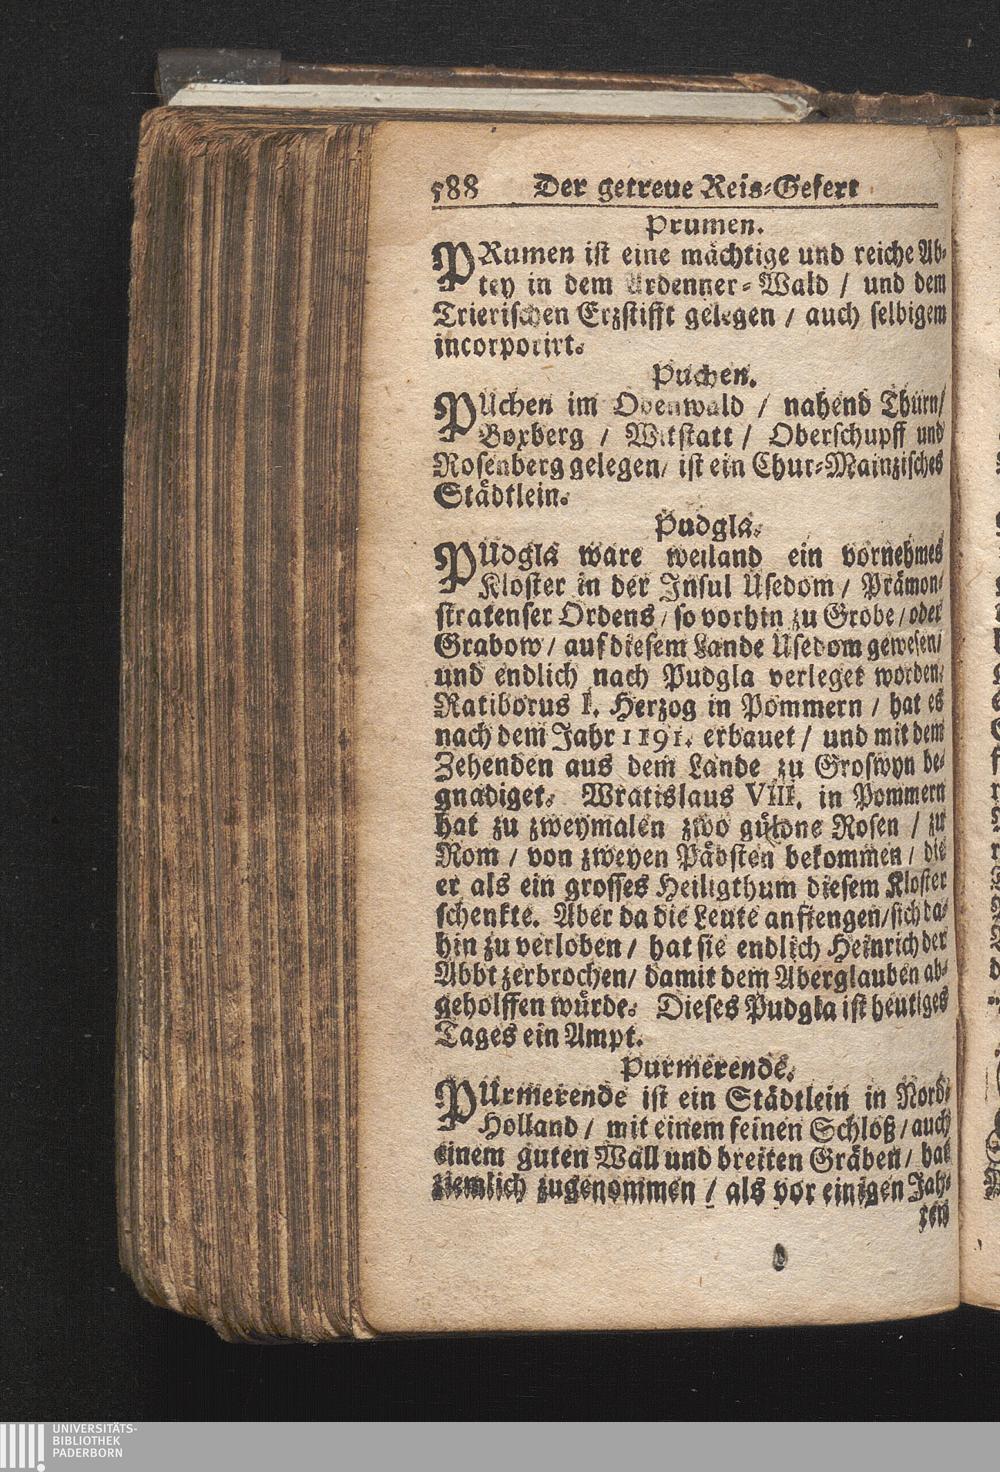 588 Der getreue Reis-Gefert
Prumen.
PRumen ist eine mächtige und reiche Ab-
tey in dem Ardenner-Wald / und dem
Trierischen Erzstifft gelegen / auch selbigem
incorporirt.
Püchen.
PUchen im Odenwald / nahend Thürn/
Boxberg / Witstatt / Oberschupff und
Rosenberg gelegen/ ist ein Chur-Mainzisches
Städtlein.
Pudgla.
PUdgla ware weiland ein vornehmes
Kloster in der Insul Usedom / Prämon-
stratenser Ordens / so vorhin zu Grobe / oder
Grabow / auf diesem Lande Usedom gewesen/
und endlich nach Pudgla verleget worden.
Ratiborus I. Herzog in Pommern / hat es
nach dem Jahr 1191. erbauet / und mit dem
Zehenden aus dem Lande zu Groswyn be-
gnadiget. Wratislaus VIII. in Pommern
hat zu zweymalen zwo güldne Rosen / zu
Rom / von zweyen Päbsten bekommen / die
er als ein grosses Heiligthum diesem Kloster
schenkte. Aber da die Leute anfiengen/sich da-
hin zu verloben / hat sie endlich Heinrich der
Abbt zerbrochen/ damit dem Aberglauben ab-
geholffen würde. Dieses Pudgla ist heutiges
Tages ein Ampt.
Purmerende.
PUrmerende ist ein Städtlein in Nord-
Holland / mit einem feinen Schloß / auch
einem guten Wall und breiten Gräben / hat
ziemlich zugenommen / als vor einigen Jah-
ren
UNIVERSITÄTS-
BIBLIOTHEK
PADERBORN